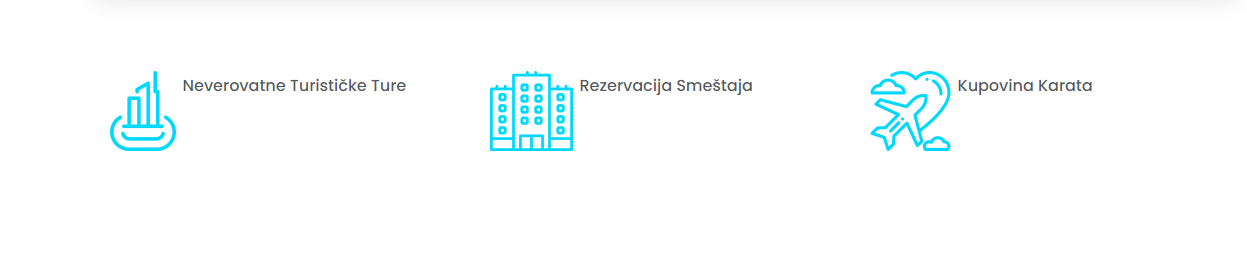 Neverovatne Turističke Ture
Rezervacija Smeštaja
Kupovina Karata